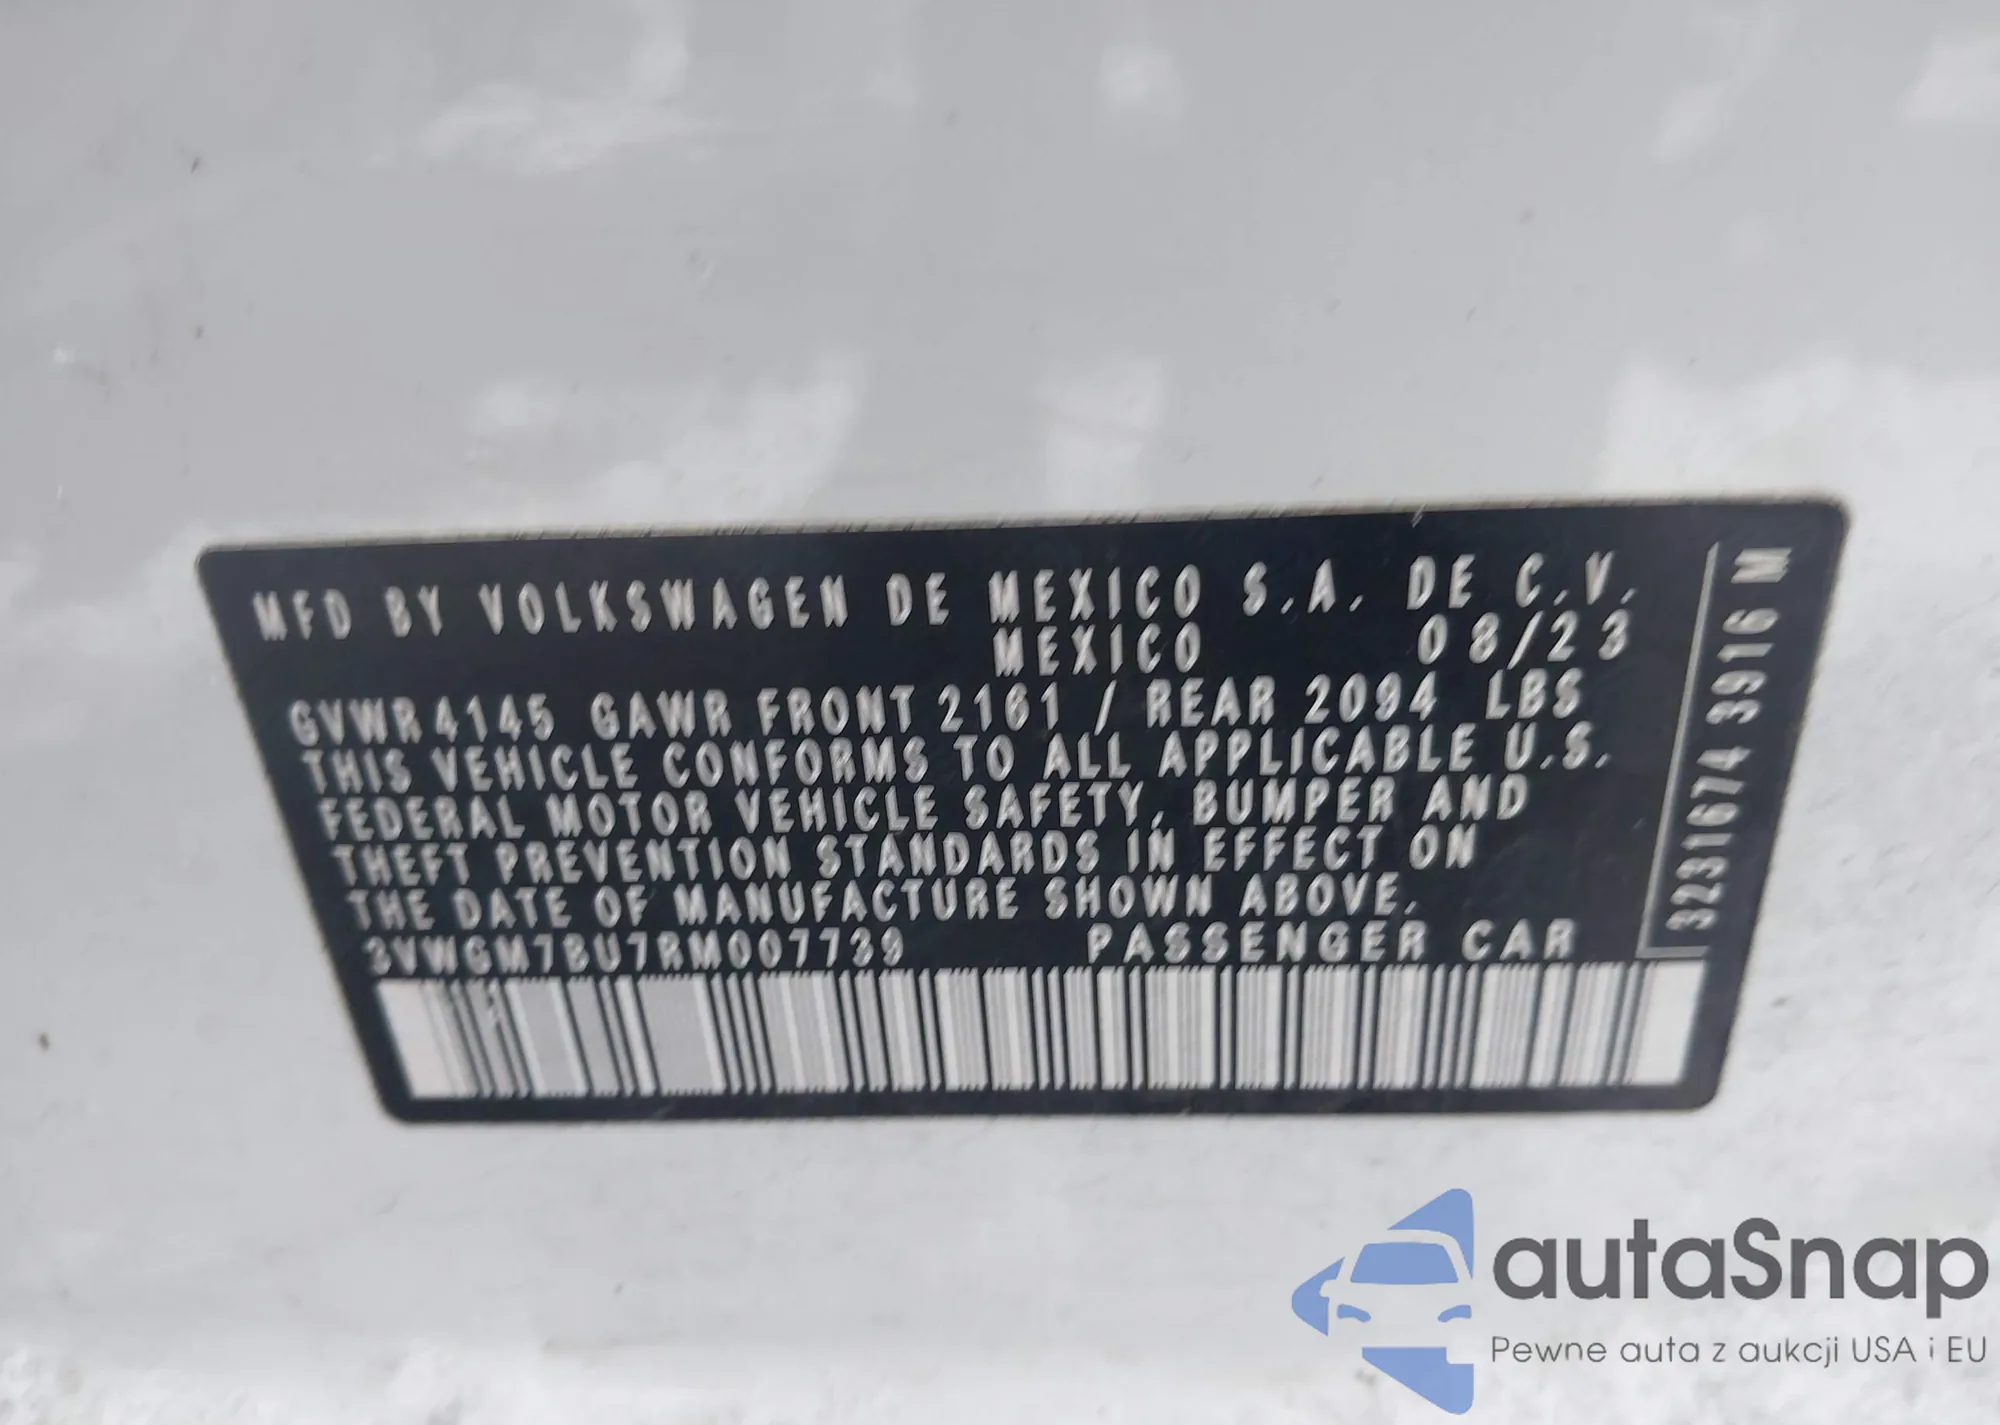 MFD BY VOLKSWAGEN DE MEXICO S.A. DE C.V.
MEXICO 08/23
GVWR 4145 GAWR FRONT 2161 / REAR 2094 LBS
THIS VEHICLE CONFORMS TO ALL APPLICABLE U.S.
FEDERAL MOTOR VEHICLE SAFETY, BUMPER AND
THEFT PREVENTION STANDARDS IN EFFECT ON
THE DATE OF MANUFACTURE SHOWN ABOVE.
3VWGM7BU7RM007739 PASSENGER CAR
3231674 3916 M
autaSnap
Pewne auta z aukcji USA i EU